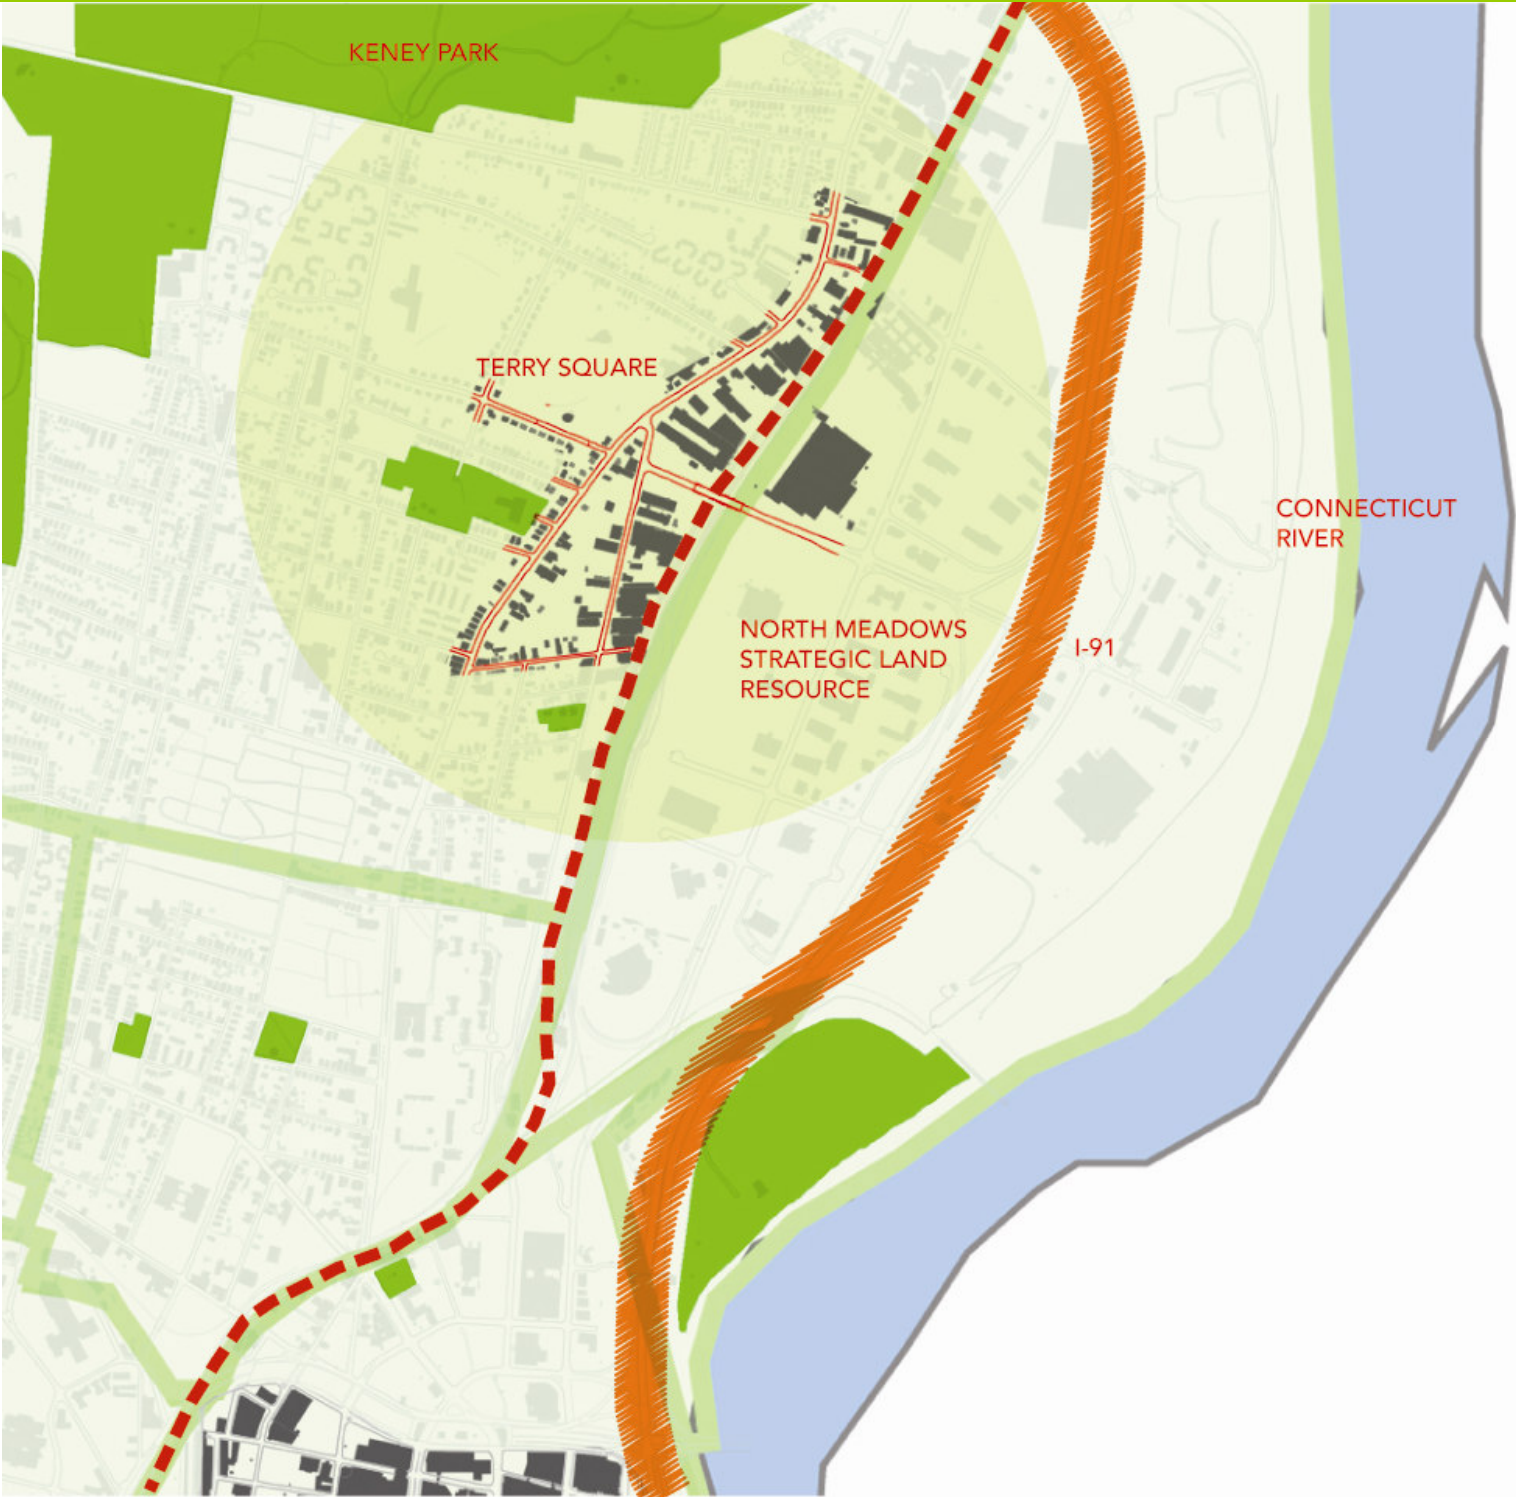 KENEY PARK
TERRY SQUARE
CONNECTICUT
RIVER
NORTH MEADOWS
STRATEGIC LAND
RESOURCE
I-91